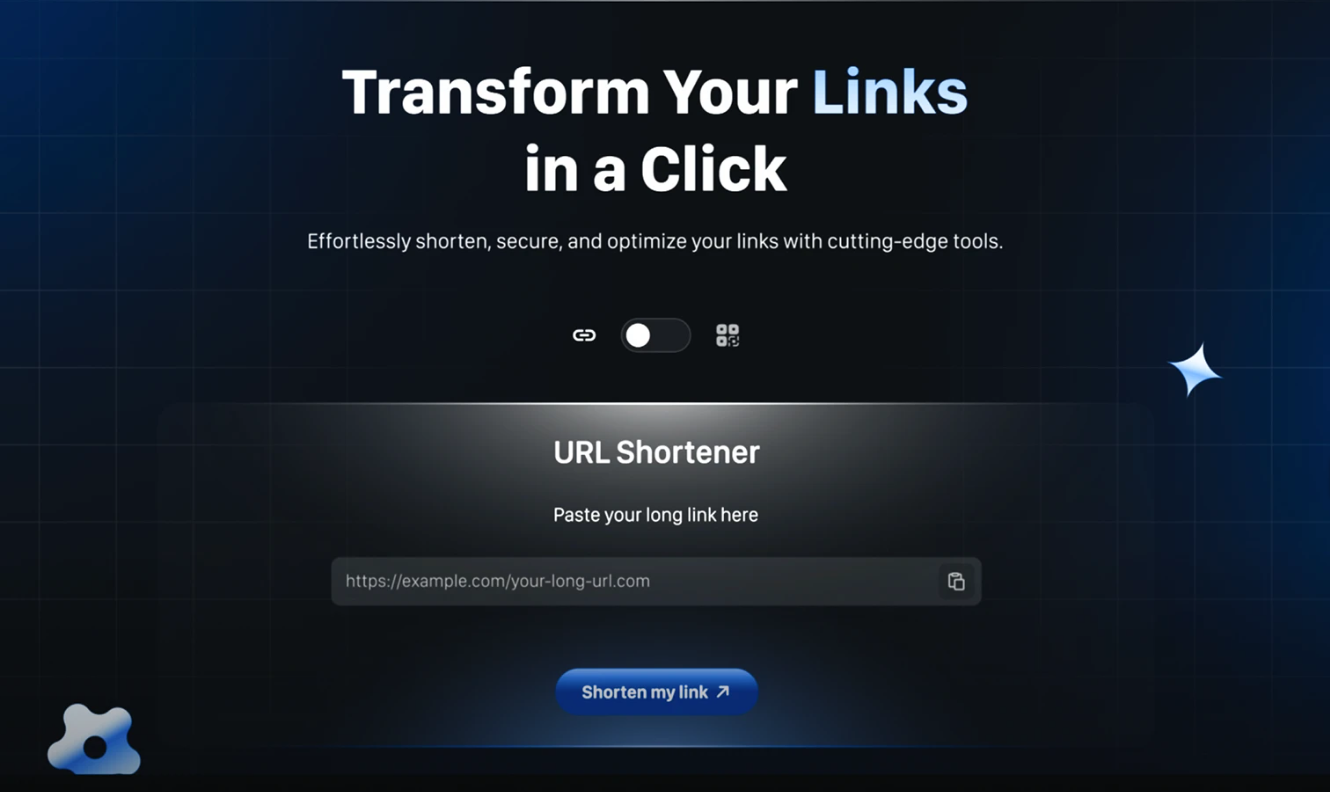 Transform Your Links
in a Click
Effortlessly shorten, secure, and optimize your links with cutting-edge tools.
URL Shortener
Paste your long link here
https://example.com/your-long-url.com
Shorten my link